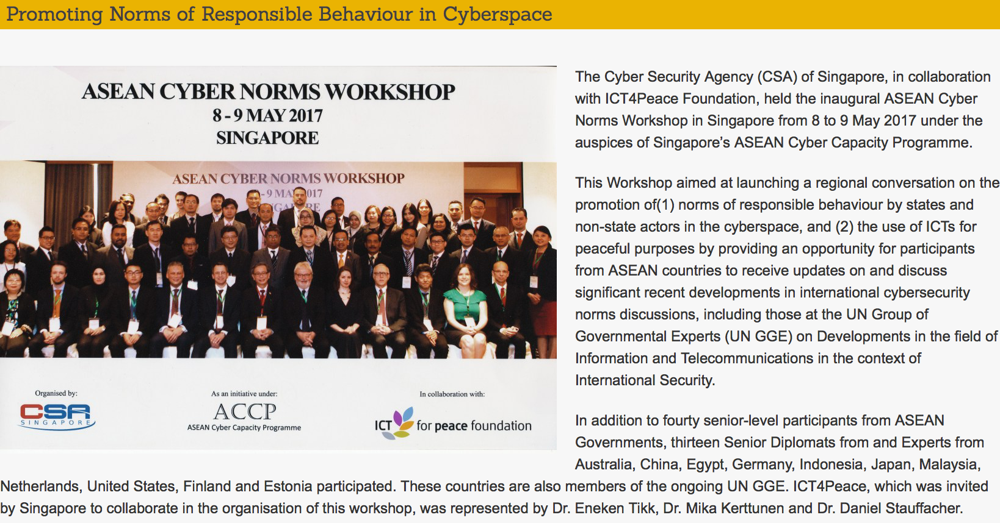 Promoting Norms of Responsible Behaviour in Cyberspace
ASEAN CYBER NORMS WORKSHOP
8 - 9 MAY 2017
SINGAPORE
ASEAN CYBER NORMS WORKSHOP
Organised by:
CSA
SINGAPORE
As an initiative under:
ACCP
ASEAN Cyber Capacity Programme
In collaboration with:
ICT for peace foundation
The Cyber Security Agency (CSA) of Singapore, in collaboration
with ICT4Peace Foundation, held the inaugural ASEAN Cyber
Norms Workshop in Singapore from 8 to 9 May 2017 under the
auspices of Singapore’s ASEAN Cyber Capacity Programme.
This Workshop aimed at launching a regional conversation on the
promotion of(1) norms of responsible behaviour by states and
non-state actors in the cyberspace, and (2) the use of ICTs for
peaceful purposes by providing an opportunity for participants
from ASEAN countries to receive updates on and discuss
significant recent developments in international cybersecurity
norms discussions, including those at the UN Group of
Governmental Experts (UN GGE) on Developments in the field of
Information and Telecommunications in the context of
International Security.
In addition to fourty senior-level participants from ASEAN
Governments, thirteen Senior Diplomats from and Experts from
Australia, China, Egypt, Germany, Indonesia, Japan, Malaysia,
Netherlands, United States, Finland and Estonia participated. These countries are also members of the ongoing UN GGE. ICT4Peace, which was invited
by Singapore to collaborate in the organisation of this workshop, was represented by Dr. Eneken Tikk, Dr. Mika Kerttunen and Dr. Daniel Stauffacher.